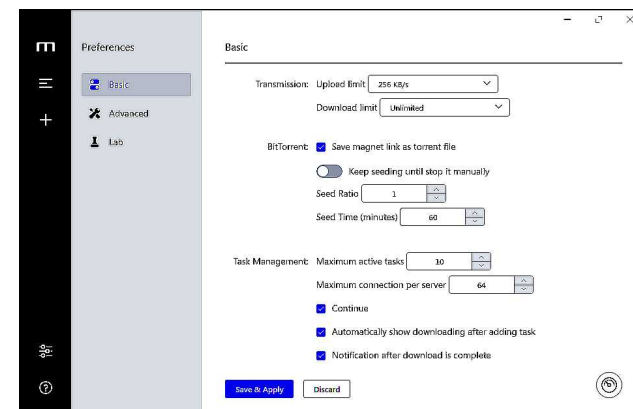 m
Preferences
Basic
Advanced
Lab
Basic
Transmission: Upload limit 256 KB/s
Download limit Unlimited
BitTorrent: Save magnet link as torrent file
Keep seeding until stop it manually
Seed Ratio 1
Seed Time (minutes) 60
Task Management: Maximum active tasks 10
Maximum connection per server 64
Continue
Automatically show downloading after adding task
Notification after download is complete
Save & Apply Discard